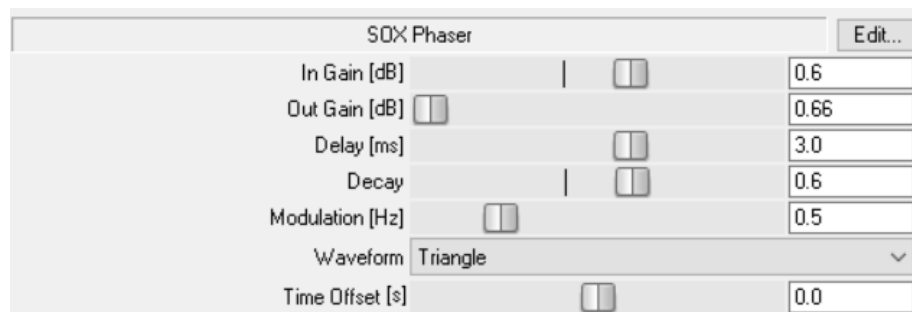 SOX Phaser Edit...
In Gain [dB] 0.6
Out Gain [dB] 0.66
Delay [ms] 3.0
Decay 0.6
Modulation [Hz] 0.5
Waveform Triangle
Time Offset [s] 0.0